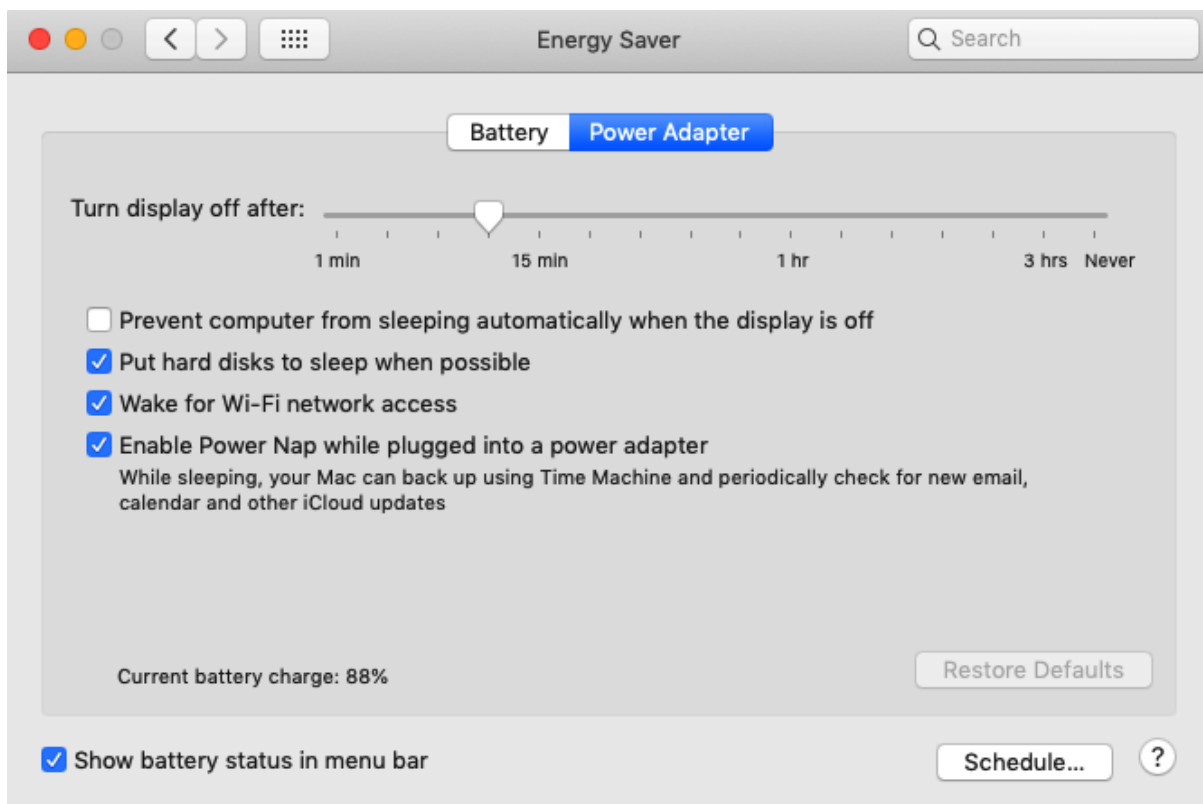 Energy Saver
Search
Battery
Power Adapter
Turn display off after:
1 min 15 min 1 hr 3 hrs Never
Prevent computer from sleeping automatically when the display is off
Put hard disks to sleep when possible
Wake for Wi-Fi network access
Enable Power Nap while plugged into a power adapter
While sleeping, your Mac can back up using Time Machine and periodically check for new email,
calendar and other iCloud updates
Current battery charge: 88%
Restore Defaults
Show battery status in menu bar
Schedule...
?